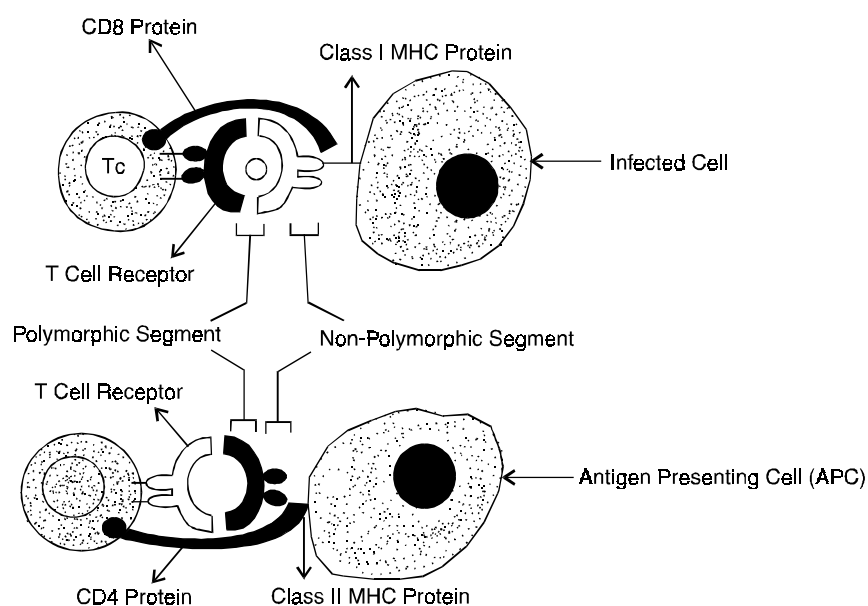 CD8 Protein
Class I MHC Protein
Tc
Infected Cell
T Cell Receptor
Polymorphic Segment
Non-Polymorphic Segment
T Cell Receptor
Antigen Presenting Cell (APC)
CD4 Protein
Class II MHC Protein